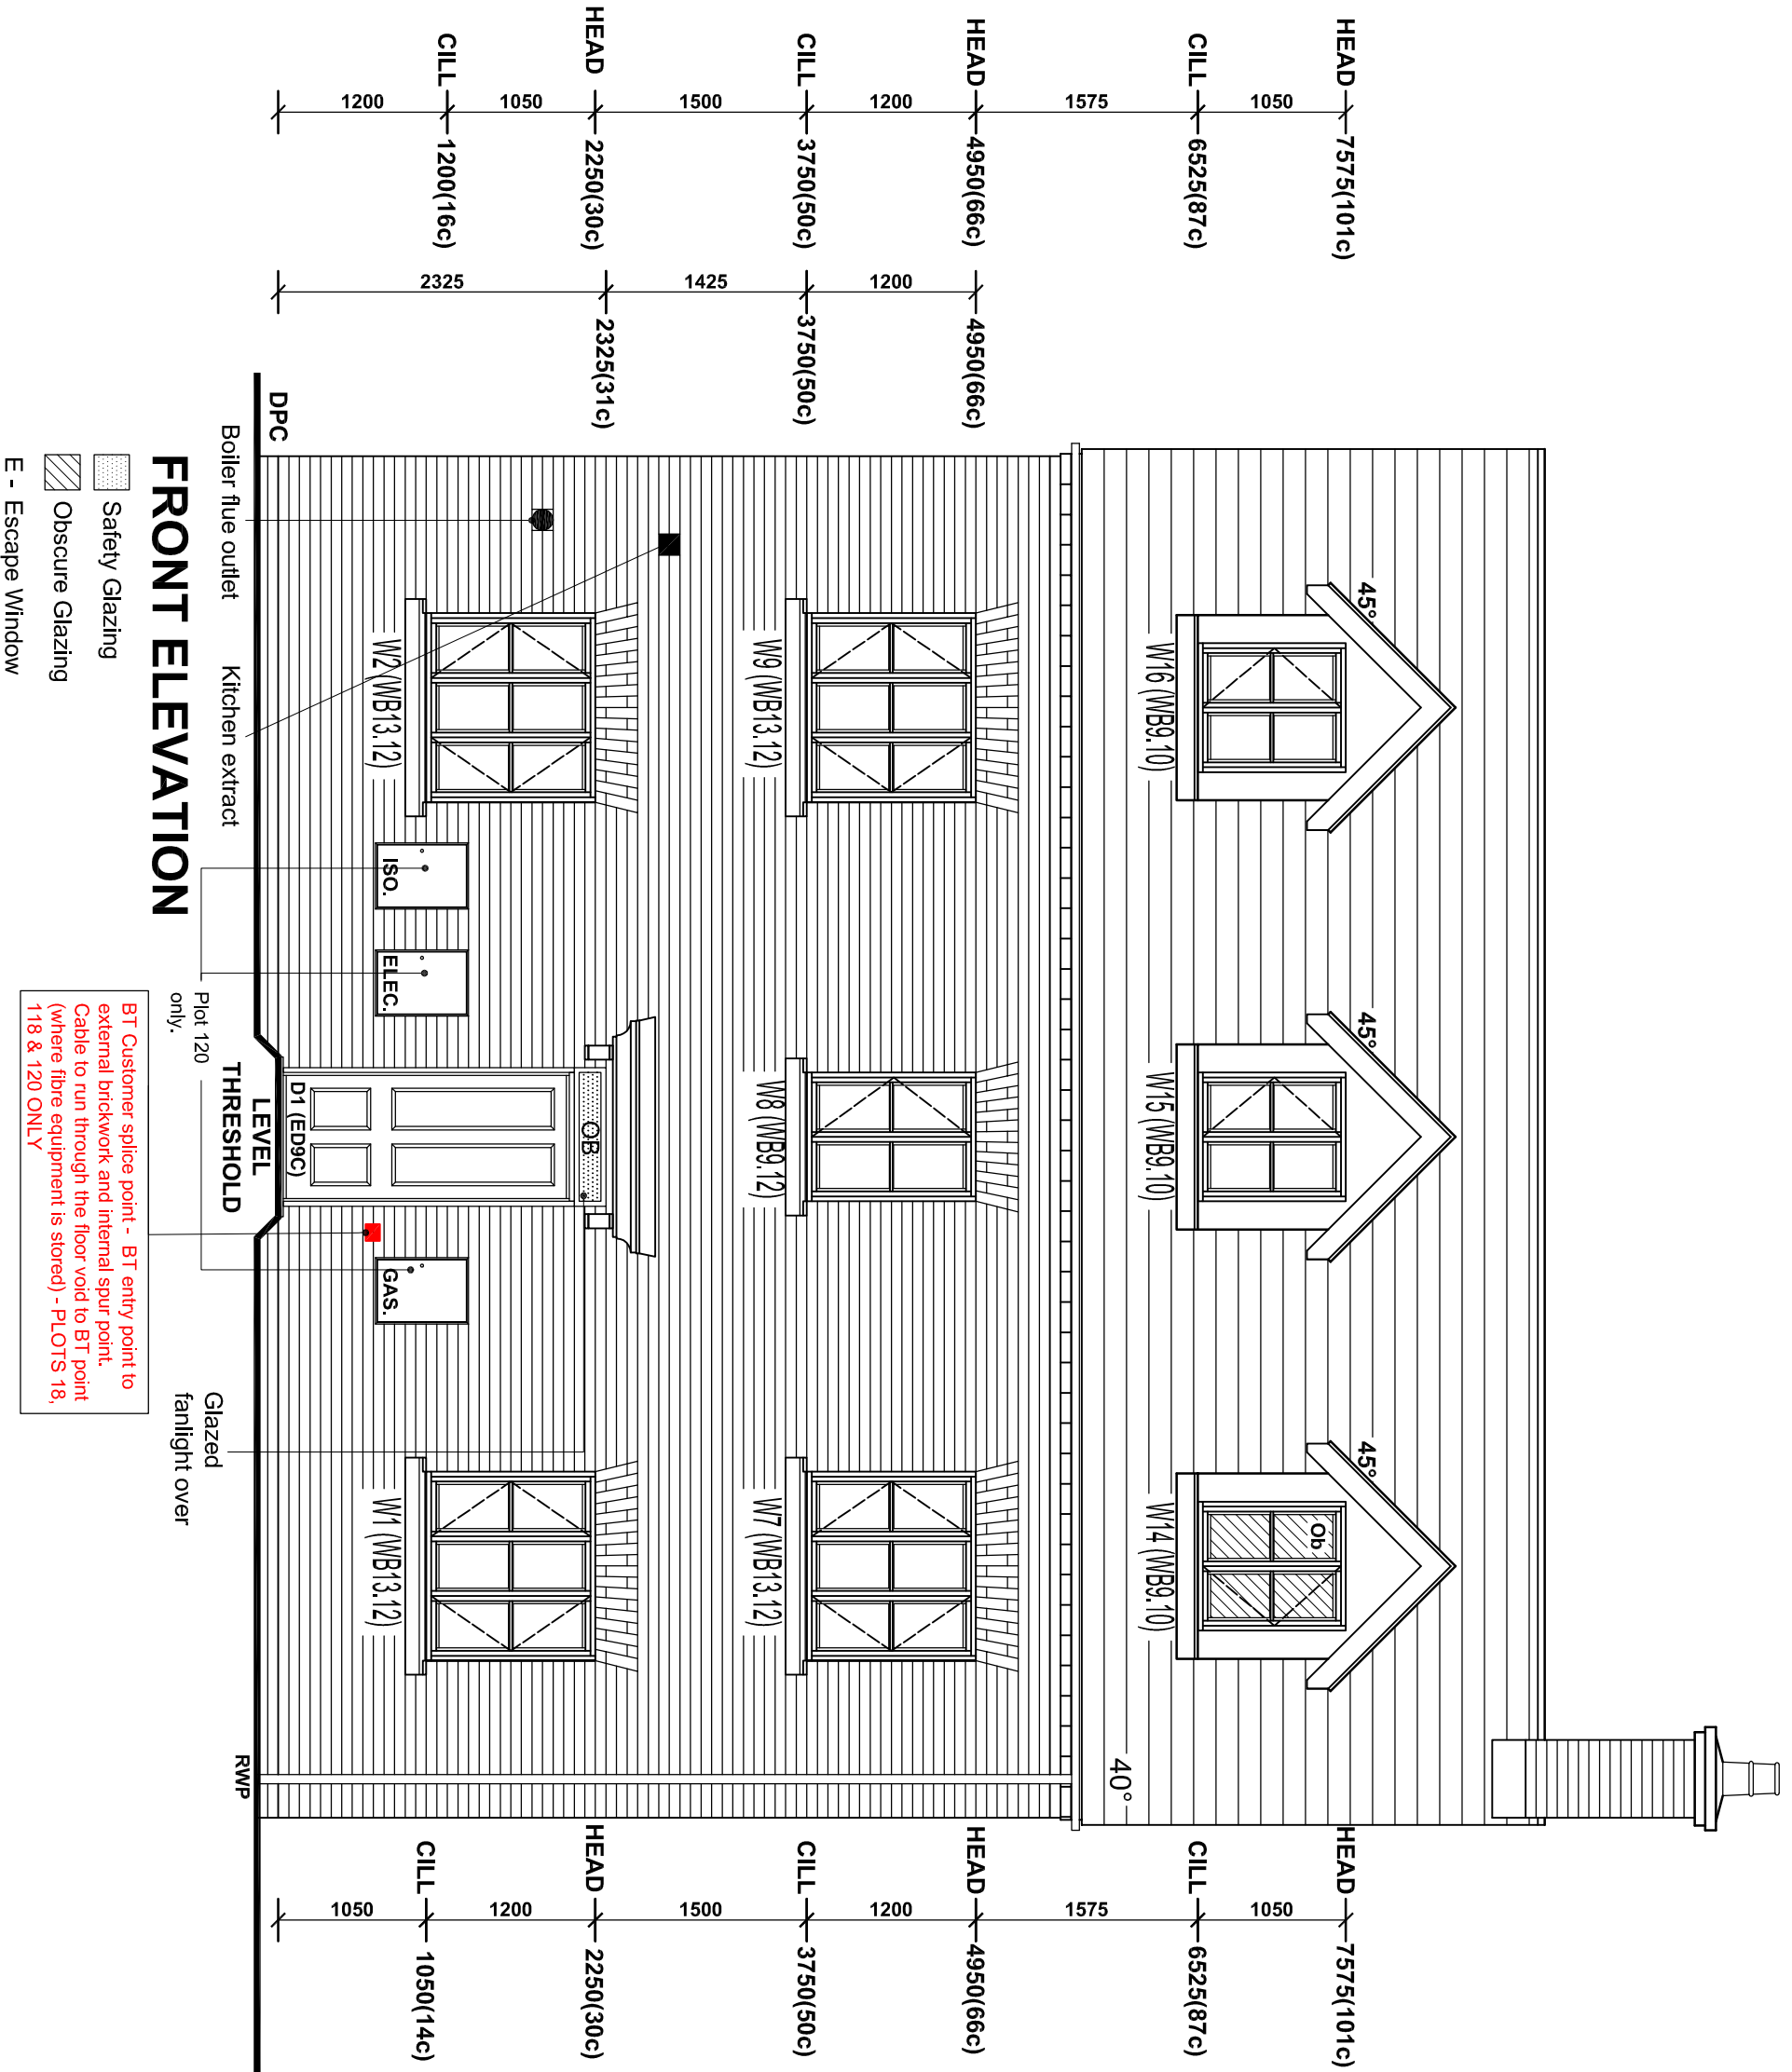 HEAD
7575(101c)
1050
CILL
6525(87c)
1575
HEAD
4950(66c)
1200
CILL
3750(50c)
1500
HEAD
2250(30c)
1050
CILL
1200(16c)
1200
4950(66c)
1200
3750(50c)
1425
2325(31c)
2325
DPC
45°
45°
45°
40°
W16 (WB9.10)
W15 (WB9.10)
Ob
W14 (WB9.10)
W9 (WB13.12)
W8 (WB9.12)
W7 (WB13.12)
W2 (WB13.12)
W1 (WB13.12)
ISO.
ELEC.
OB
D1 (ED9C)
GAS.
HEAD
7575(101c)
1050
CILL
6525(87c)
1575
HEAD
4950(66c)
1200
CILL
3750(50c)
1500
HEAD
2250(30c)
1200
CILL
1050(14c)
1050
Boiler flue outlet
Kitchen extract
Plot 120
only.
LEVEL
THRESHOLD
Glazed
fanlight over
RWP
FRONT ELEVATION
Safety Glazing
Obscure Glazing
E - Escape Window
BT Customer splice point - BT entry point to
external brickwork and internal spur point.
Cable to run through the floor void to BT point
(where fibre equipment is stored) - PLOTS 18,
118 & 120 ONLY